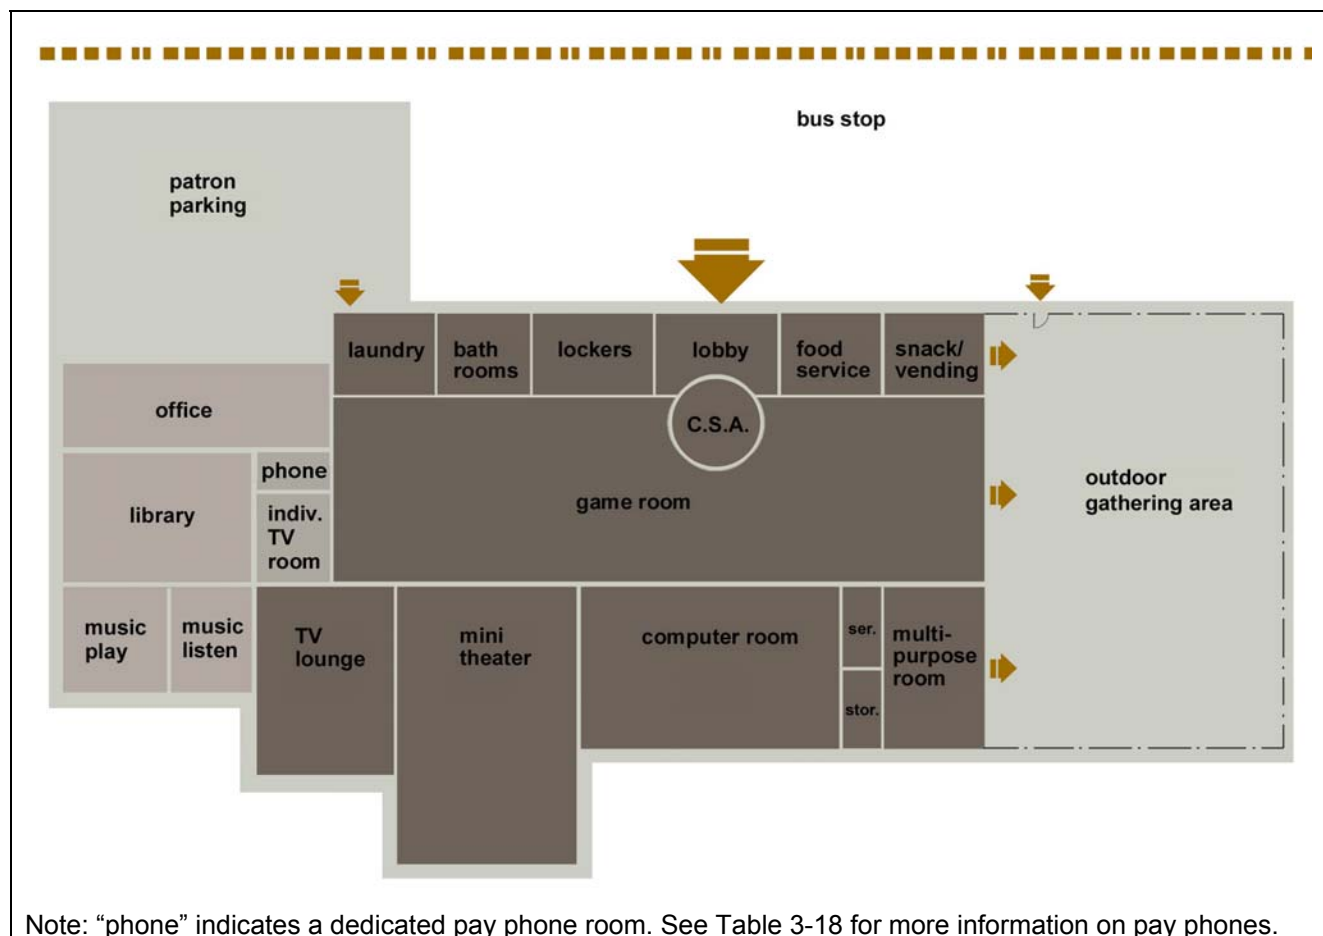 bus stop
patron
parking
laundry
bath
rooms
lockers
lobby
food
service
snack/
vending
office
C.S.A.
phone
library
indiv.
TV
room
game room
outdoor
gathering area
music
play
music
listen
TV
lounge
mini
theater
computer room
ser.
stor.
multi-
purpose
room
Note: “phone” indicates a dedicated pay phone room. See Table 3-18 for more information on pay phones.